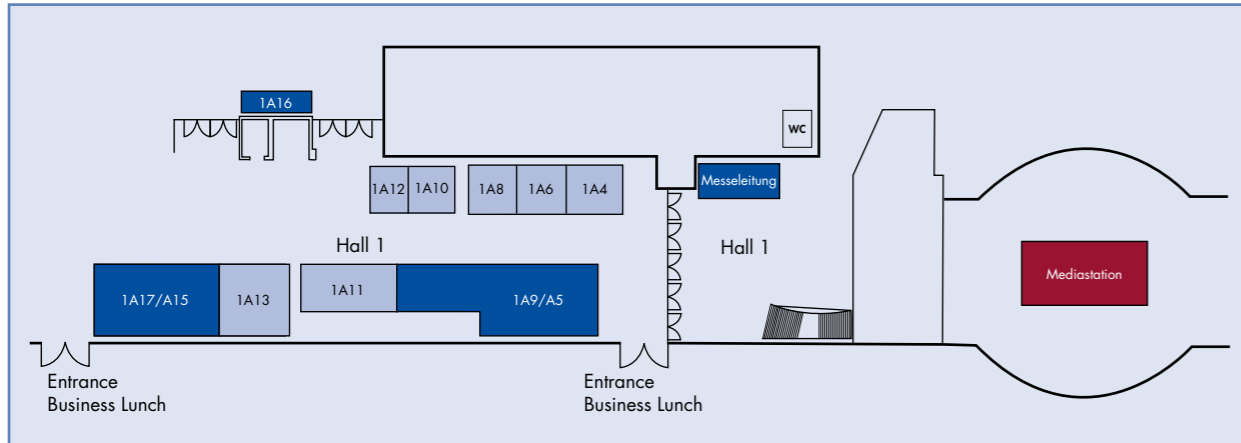 1A16
WC
1A12
1A10
1A8
1A6
1A4
Messeleitung
Hall 1
Hall 1
Mediastation
1A17/A15
1A13
1A11
1A9/A5
Entrance
Business Lunch
Entrance
Business Lunch